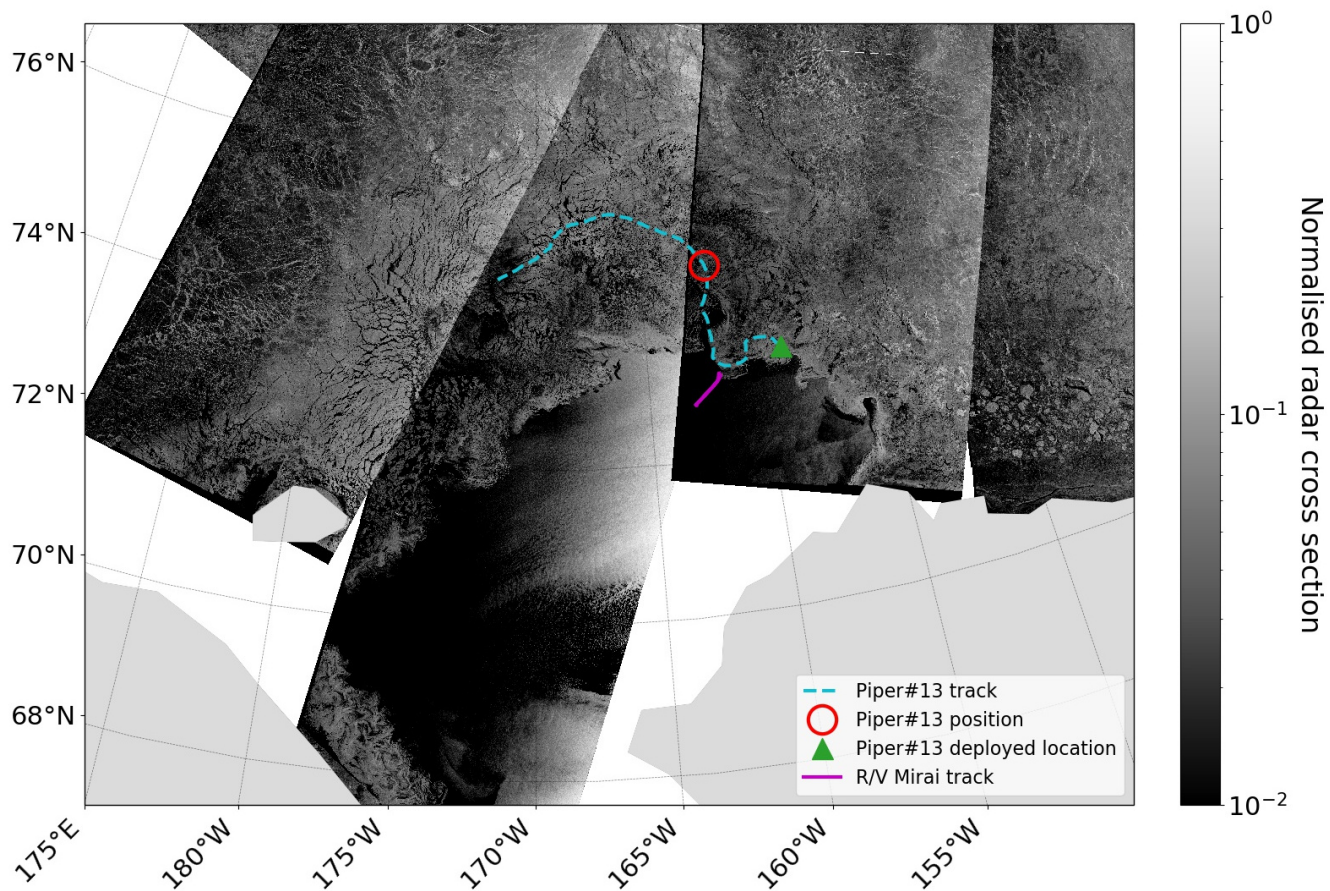 76°N
74°N
72°N
70°N
68°N
175°E
180°W
175°W
170°W
165°W
160°W
155°W
Piper#13 track
Piper#13 position
Piper#13 deployed location
R/V Mirai track
10⁰
10⁻¹
10⁻²
Normalised radar cross section